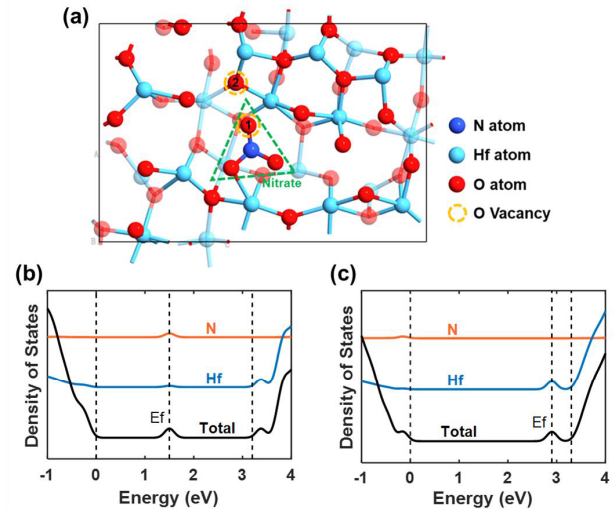 (a)
2
1
Nitrate
N atom
Hf atom
O atom
O Vacancy
(b)
Density of States
N
Hf
Ef
Total
-1 0 1 2 3 4
Energy (eV)
(c)
Density of States
N
Hf
Ef
Total
-1 0 1 2 3 4
Energy (eV)